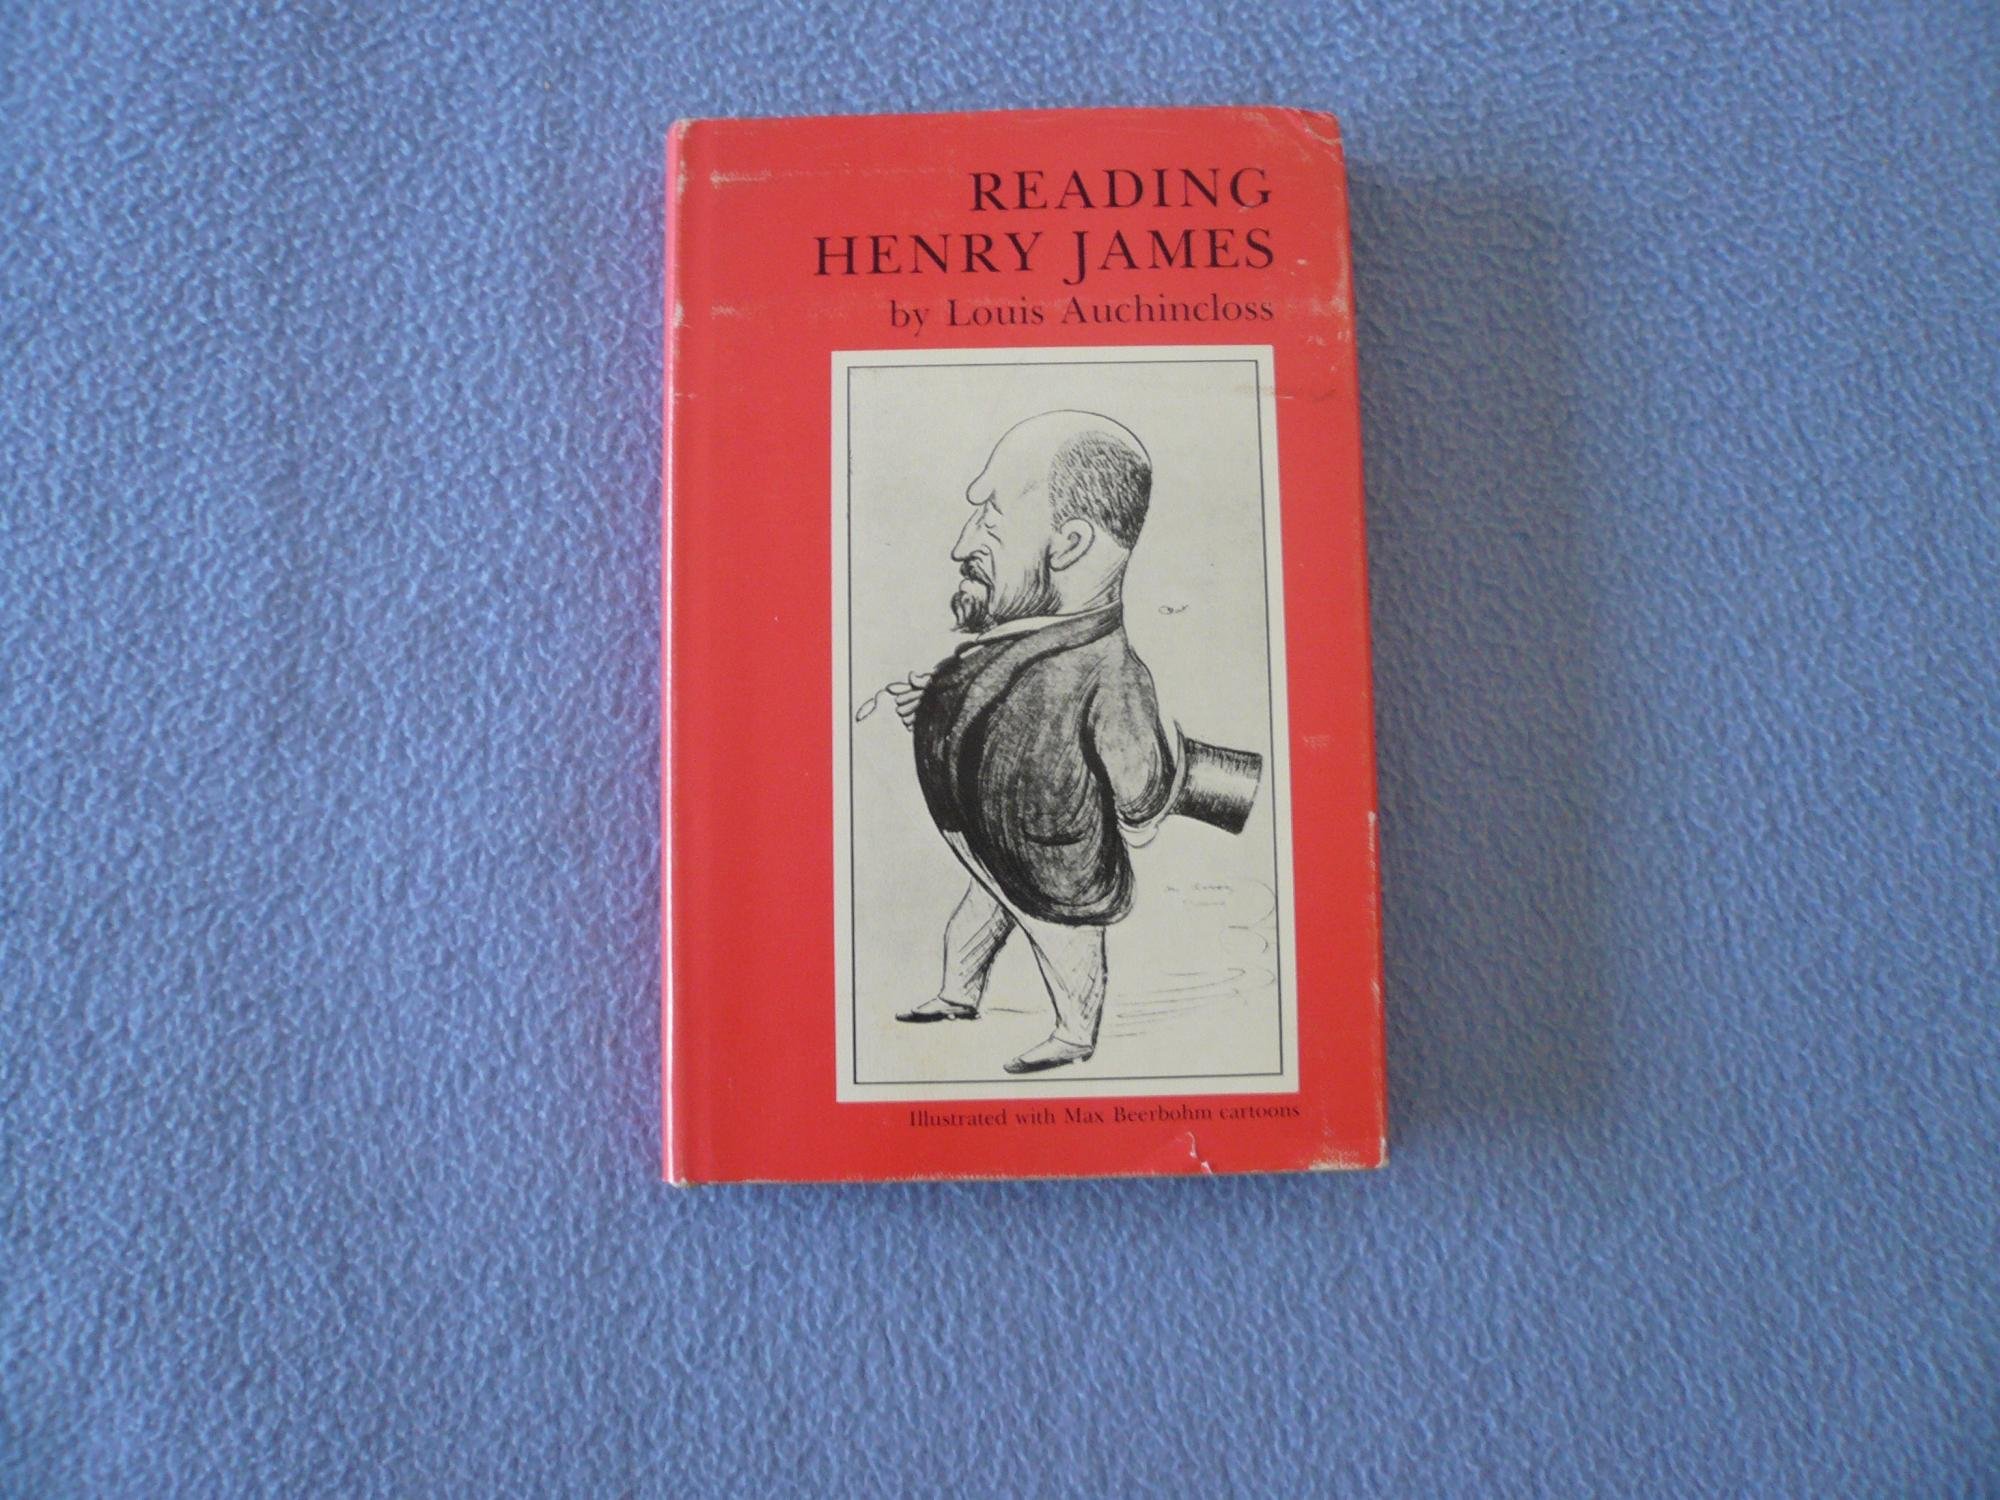 READING
HENRY JAMES
by Louis Auchincloss
Illustrated with Max Beerbohm cartoons